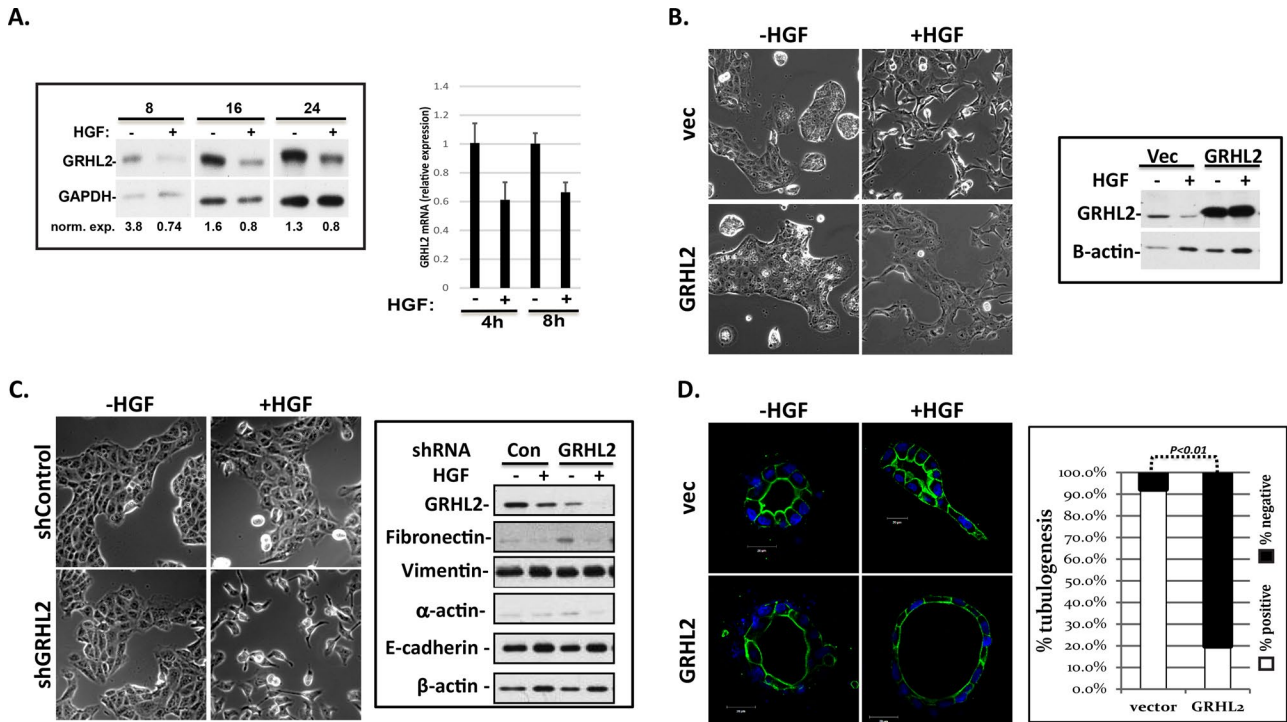 A.
8 16 24
HGF: - + - + - +
GRHL2-
GAPDH-
norm. exp. 3.8 0.74 1.6 0.8 1.3 0.8
GRHL2 mRNA (relative expression)
1.4
1.2
1
0.8
0.6
0.4
0.2
0
HGF: - + - +
4h 8h
B.
-HGF +HGF
vec
GRHL2
Vec GRHL2
HGF - + - +
GRHL2-
B-actin-
C.
-HGF +HGF
shControl
shGRHL2
shRNA Con GRHL2
HGF - + - +
GRHL2-
Fibronectin-
Vimentin-
α-actin-
E-cadherin -
β-actin -
D.
-HGF +HGF
vec
GRHL2
P<0.01
% tubulogenesis
100.0%
90.0%
80.0%
70.0%
60.0%
50.0%
40.0%
30.0%
20.0%
10.0%
0.0%
vector GRHL2
% positive
% negative